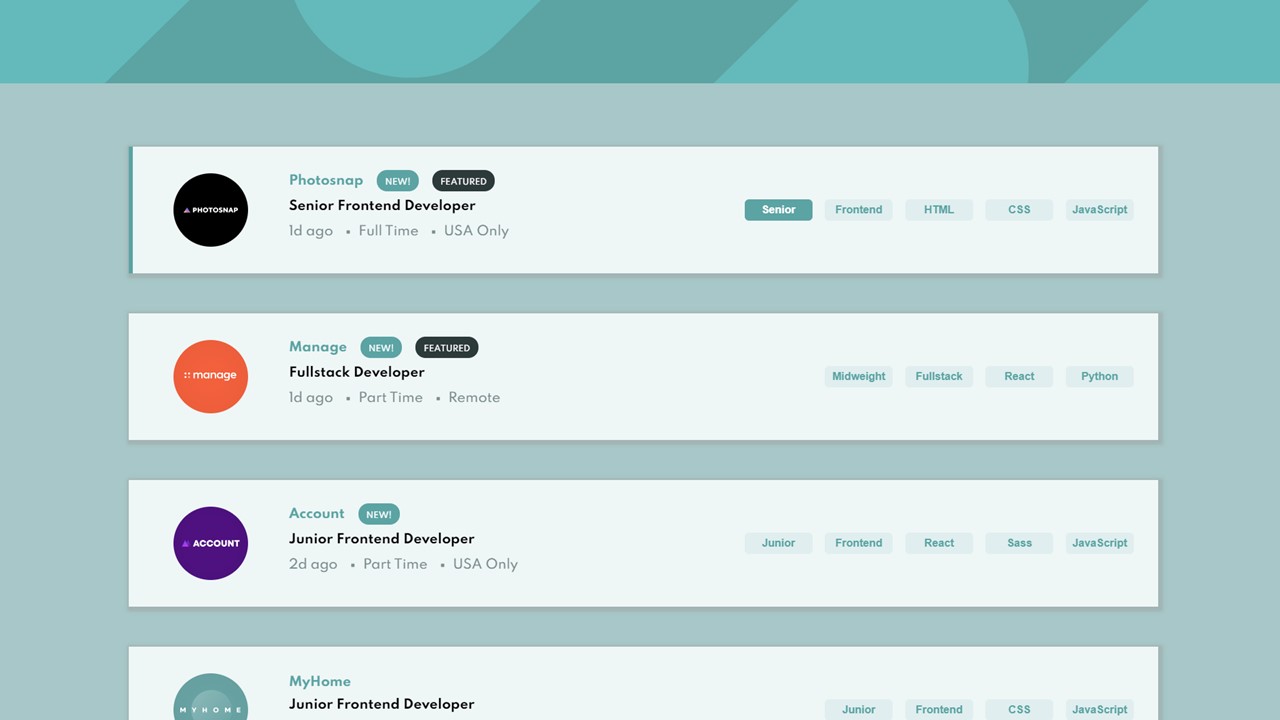 PHOTOSNAP
Photosnap NEW! FEATURED
Senior Frontend Developer
1d ago • Full Time • USA Only
Senior Frontend HTML CSS JavaScript
manage
Manage NEW! FEATURED
Fullstack Developer
1d ago • Part Time • Remote
Midweight Fullstack React Python
ACCOUNT
Account NEW!
Junior Frontend Developer
2d ago • Part Time • USA Only
Junior Frontend React Sass JavaScript
MYHOME
MyHome
Junior Frontend Developer
Junior Frontend CSS JavaScript